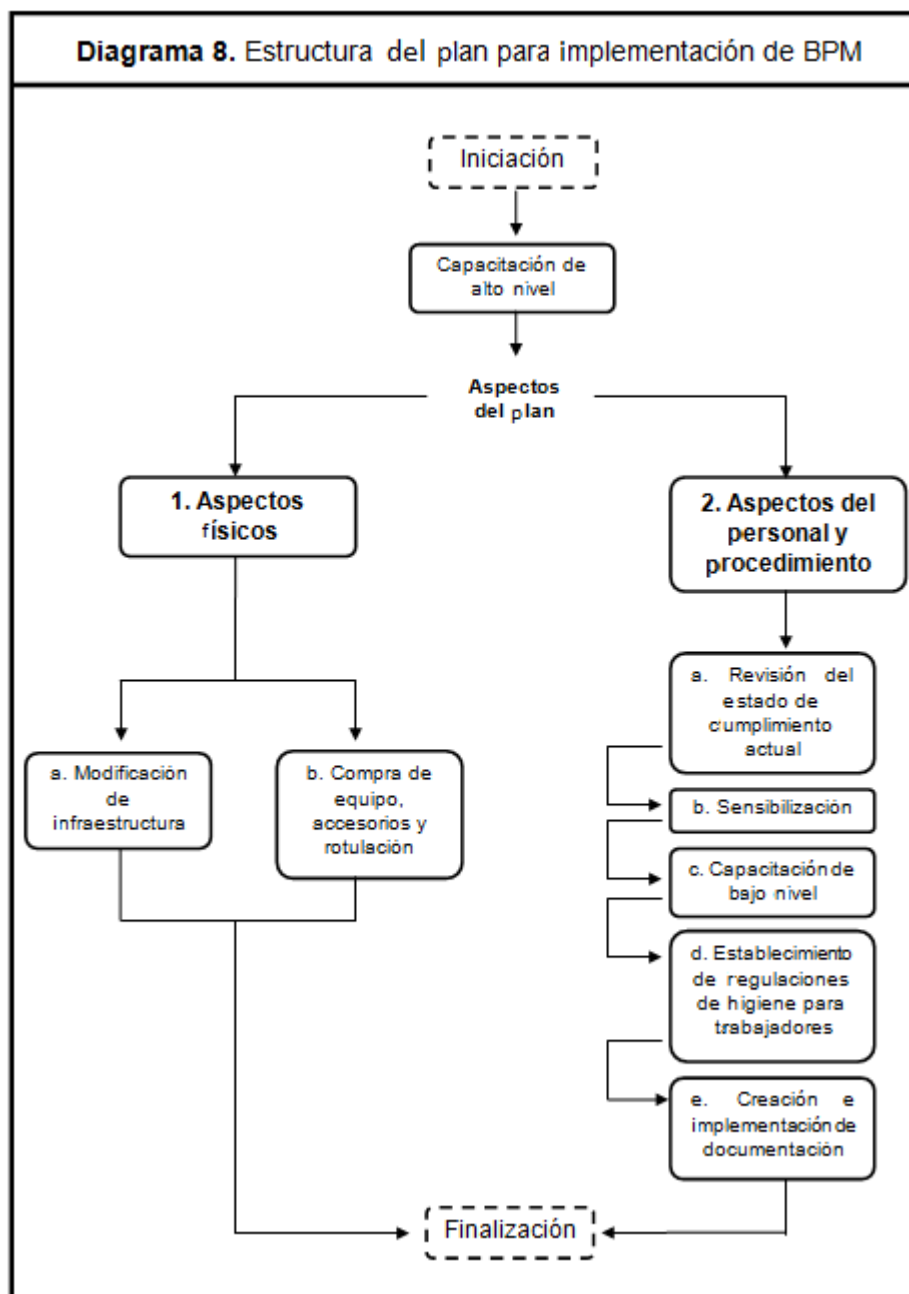 Diagrama 8. Estructura del plan para implementación de BPM
Iniciación
Capacitación de
alto nivel
Aspectos
del plan
1. Aspectos
físicos
2. Aspectos del
personal y
procedimiento
a. Revisión del
estado de
cumplimiento
actual
a. Modificación
de
infraestructura
b. Compra de
equipo,
accesorios y
rotulación
b. Sensibilización
c. Capacitación de
bajo nivel
d. Establecimiento
de regulaciones
de higiene para
trabajadores
e. Creación e
implementación de
documentación
Finalización